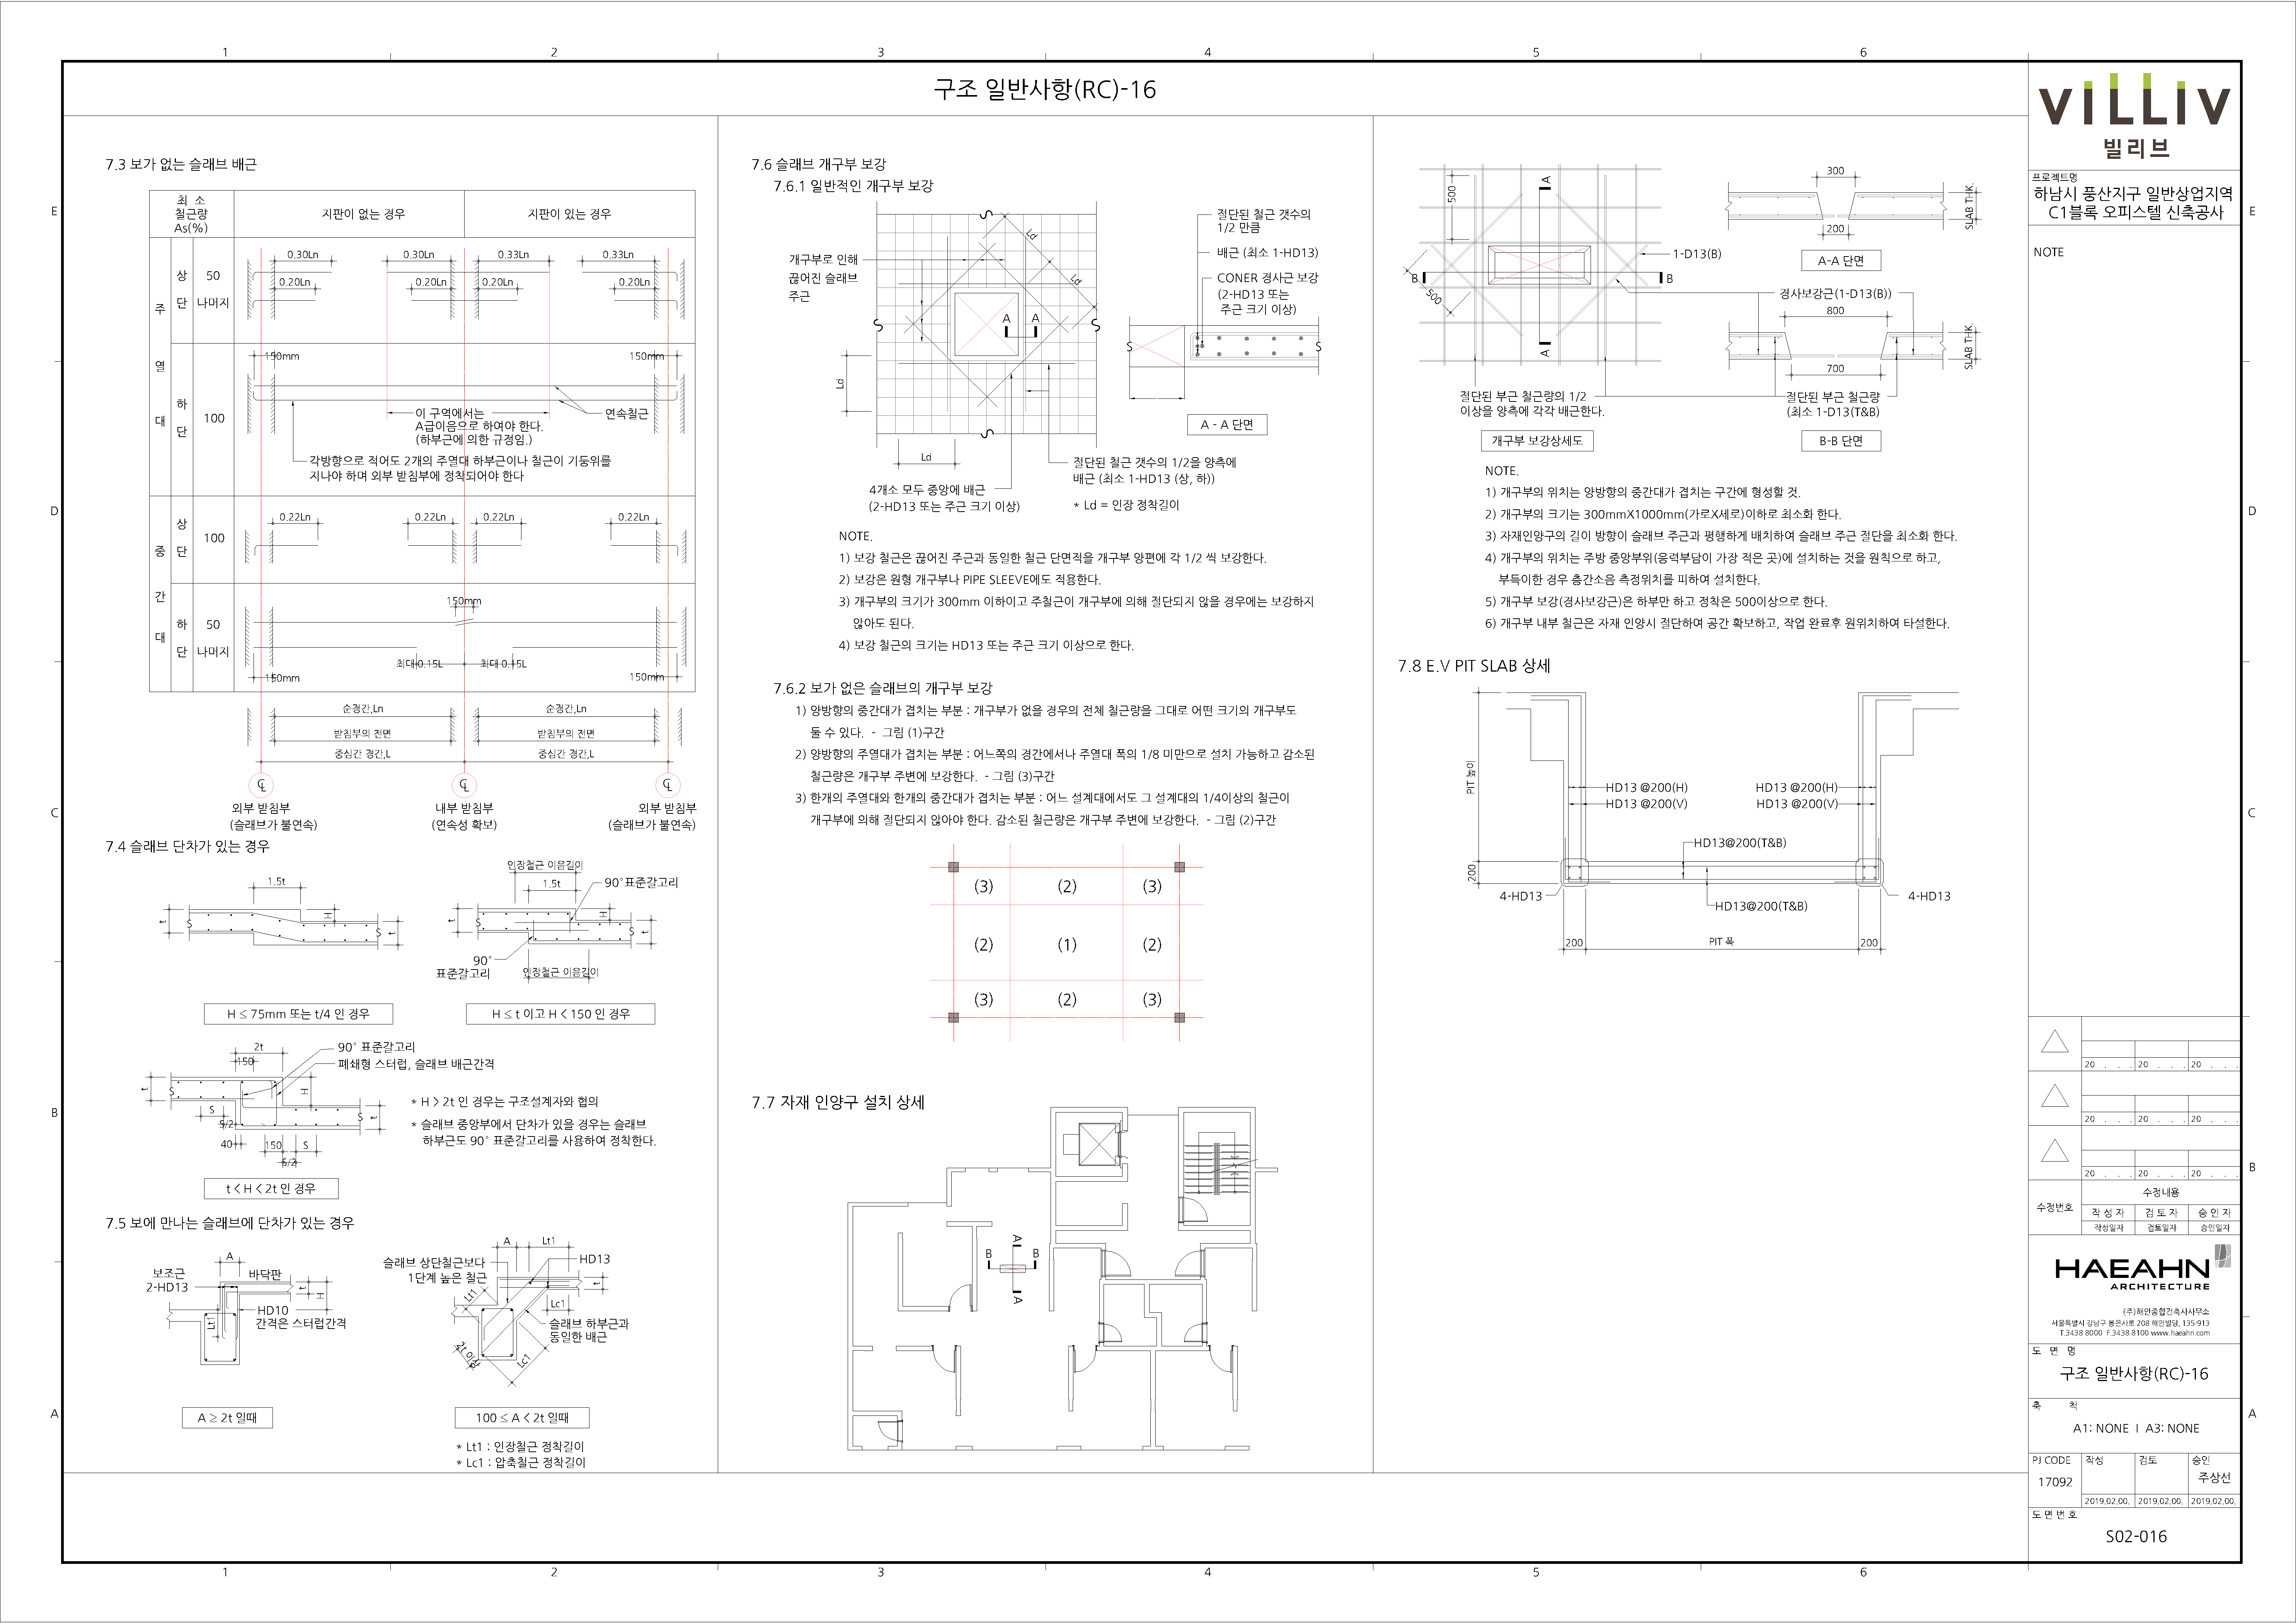 구조 일반사항(RC)-16
7.3 보가 없는 슬래브 배근
최 소
철근량
As(%)
지판이 없는 경우
지판이 있는 경우
주
열
대
상
단
50
나머지
0.30Ln
0.30Ln
0.33Ln
0.33Ln
0.20Ln
0.20Ln
0.20Ln
0.20Ln
하
단
100
150mm
150mm
이 구역에서는
A급이음으로 하여야 한다.
(하부근에 의한 규정임.)
연속철근
각방향으로 적어도 2개의 주열대 하부근이나 철근이 기둥위를
지나야 하며 외부 받침부에 정착되어야 한다
중
간
대
상
단
100
0.22Ln
0.22Ln
0.22Ln
0.22Ln
하
단
50
나머지
150mm
최대 0.15L
최대 0.15L
150mm
150mm
순경간,Ln
순경간,Ln
받침부의 전면
받침부의 전면
중심간 경간,L
중심간 경간,L
외부 받침부
(슬래브가 불연속)
내부 받침부
(연속성 확보)
외부 받침부
(슬래브가 불연속)
7.4 슬래브 단차가 있는 경우
1.5t
H
t
S
S
t
H ≤ 75mm 또는 t/4 인 경우
인장철근 이음길이
1.5t
90°표준갈고리
H
t
S
S
t
90°
표준갈고리
인장철근 이음길이
H ≤ t 이고 H < 150 인 경우
2t
150
90° 표준갈고리
폐쇄형 스터럽, 슬래브 배근간격
t
S
H
S
t
S
S/2
40
150
S
S/2
* H > 2t 인 경우는 구조설계자와 협의
* 슬래브 중앙부에서 단차가 있을 경우는 슬래브
하부근도 90° 표준갈고리를 사용하여 정착한다.
t < H < 2t 인 경우
7.5 보에 만나는 슬래브에 단차가 있는 경우
A
보조근
2-HD13
바닥판
t
H
HD10
간격은 스터럽간격
Lt1
A ≥ 2t 일때
A
Lt1
슬래브 상단철근보다
1단계 높은 철근
HD13
t
Lt1
Lc1
슬래브 하부근과
동일한 배근
2t 이상
Lc1
100 ≤ A < 2t 일때
* Lt1 : 인장철근 정착길이
* Lc1 : 압축철근 정착길이
7.6 슬래브 개구부 보강
7.6.1 일반적인 개구부 보강
개구부로 인해
끊어진 슬래브
주근
Ld
Ld
A
A
Ld
Ld
절단된 철근 갯수의
1/2 만큼
배근 (최소 1-HD13)
CONER 경사근 보강
(2-HD13 또는
주근 크기 이상)
A - A 단면
4개소 모두 중앙에 배근
(2-HD13 또는 주근 크기 이상)
절단된 철근 갯수의 1/2을 양측에
배근 (최소 1-HD13 (상, 하))
* Ld = 인장 정착길이
NOTE.
1) 보강 철근은 끊어진 주근과 동일한 철근 단면적을 개구부 양편에 각 1/2 씩 보강한다.
2) 보강은 원형 개구부나 PIPE SLEEVE에도 적용한다.
3) 개구부의 크기가 300mm 이하이고 주철근이 개구부에 의해 절단되지 않을 경우에는 보강하지
않아도 된다.
4) 보강 철근의 크기는 HD13 또는 주근 크기 이상으로 한다.
7.6.2 보가 없은 슬래브의 개구부 보강
1) 양방향의 중간대가 겹치는 부분 : 개구부가 없을 경우의 전체 철근량을 그대로 어떤 크기의 개구부도
둘 수 있다. - 그림 (1)구간
2) 양방향의 주열대가 겹치는 부분 : 어느쪽의 경간에서나 주열대 폭의 1/8 미만으로 설치 가능하고 감소된
철근량은 개구부 주변에 보강한다. - 그림 (3)구간
3) 한개의 주열대와 한개의 중간대가 겹치는 부분 : 어느 설계대에서도 그 설계대의 1/4이상의 철근이
개구부에 의해 절단되지 않아야 한다. 감소된 철근량은 개구부 주변에 보강한다. - 그림 (2)구간
(3) (2) (3)
(2) (1) (2)
(3) (2) (3)
7.7 자재 인양구 설치 상세
A
B
B
A
500
A
B
B
500
A
1-D13(B)
300
200
SLAB THK.
A-A 단면
경사보강근(1-D13(B))
800
700
SLAB THK.
절단된 부근 철근량의 1/2
이상을 양측에 각각 배근한다.
절단된 부근 철근량
(최소 1-D13(T&B)
개구부 보강상세도
B-B 단면
NOTE.
1) 개구부의 위치는 양방향의 중간대가 겹치는 구간에 형성할 것.
2) 개구부의 크기는 300mmX1000mm(가로X세로)이하로 최소화 한다.
3) 자재인양구의 길이 방향이 슬래브 주근과 평행하게 배치하여 슬래브 주근 절단을 최소화 한다.
4) 개구부의 위치는 주방 중앙부위(응력부담이 가장 적은 곳)에 설치하는 것을 원칙으로 하고,
부득이한 경우 층간소음 측정위치를 피하여 설치한다.
5) 개구부 보강(경사보강근)은 하부만 하고 정착은 500이상으로 한다.
6) 개구부 내부 철근은 자재 인양시 절단하여 공간 확보하고, 작업 완료후 원위치하여 타설한다.
7.8 E.V PIT SLAB 상세
PIT 높이
HD13 @200(H)
HD13 @200(V)
HD13 @200(H)
HD13 @200(V)
HD13@200(T&B)
200
4-HD13
HD13@200(T&B)
4-HD13
200
PIT 폭
200
VILLIV
빌리브
프로젝트명
하남시 풍산지구 일반상업지역
C1블록 오피스텔 신축공사
NOTE
20 . . . 20 . . . 20 . . .
20 . . . 20 . . . 20 . . .
20 . . . 20 . . . 20 . . .
수정번호
수정내용
작 성 자 검 토 자 승 인 자
작성일자 검토일자 승인일자
HAEAHN
ARCHITECTURE
(주)해안종합건축사사무소
서울특별시 강남구 봉은사로 208 해안빌딩, 135-913
T.3438 8000 F.3438 8100 www.haeahn.com
도 면 명
구조 일반사항(RC)-16
축 척
A1: NONE I A3: NONE
PJ CODE 작성 검토 승인
17092
주상선
2019.02.00. 2019.02.00. 2019.02.00.
도 면 번 호
S02-016
1 2 3 4 5 6
1 2 3 4 5 6
E
D
C
B
A
E
D
C
B
A